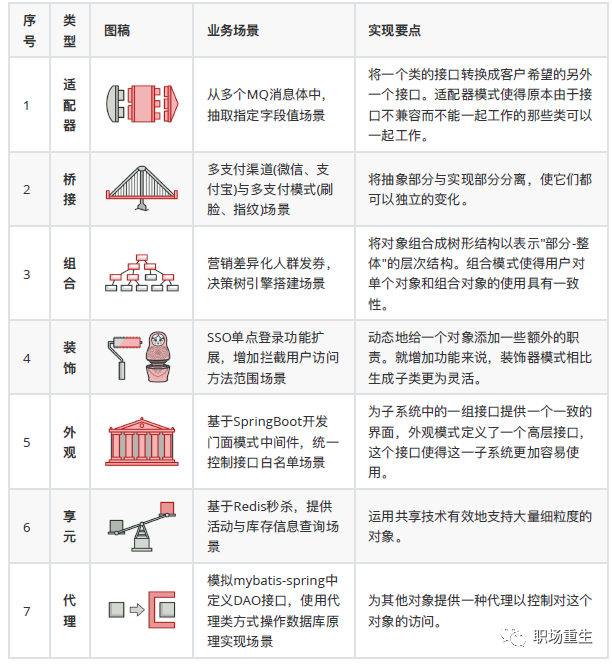 序号
类型
图稿
业务场景
实现要点
1
适配器
从多个MQ消息体中，
抽取指定字段值场景
将一个类的接口转换成客户希望的另外
一个接口。适配器模式使得原本由于接
口不兼容而不能一起工作的那些类可以
一起工作。
2
桥接
多支付渠道(微信、支
付宝)与多支付模式(刷
脸、指纹)场景
将抽象部分与实现部分分离，使它们都
可以独立的变化。
3
组合
营销差异化人群发券，
决策树引擎搭建场景
将对象组合成树形结构以表示"部分-整
体"的层次结构。组合模式使得用户对
单个对象和组合对象的使用具有一致
性。
4
装饰
SSO单点登录功能扩
展，增加拦截用户访问
方法范围场景
动态地给一个对象添加一些额外的职
责。就增加功能来说，装饰器模式相比
生成子类更为灵活。
5
外观
基于SpringBoot开发
门面模式中间件，统一
控制接口白名单场景
为子系统中的一组接口提供一个一致的
界面，外观模式定义了一个高层接口，
这个接口使得这一子系统更加容易使
用。
6
享元
基于Redis秒杀，提供
活动与库存信息查询场
景
运用共享技术有效地支持大量细粒度的
对象。
7
代理
模拟mybatis-spring中
定义DAO接口，使用代
理类方式操作数据库原
理实现场景
为其他对象提供一种代理以控制对这个
对象的访问。
职场重生